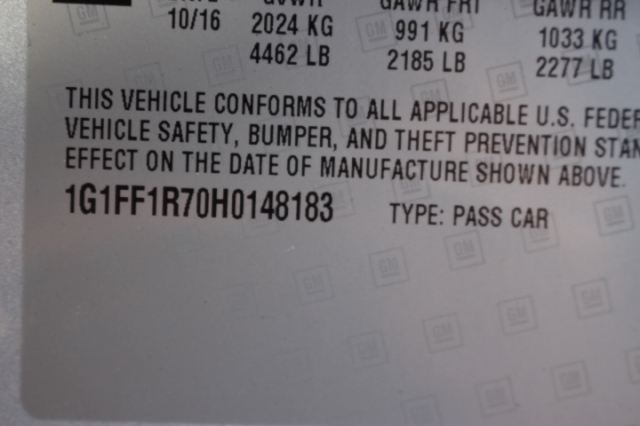 GVWR GAWR FRT GAWR RR
10/16 2024 KG 991 KG 1033 KG
4462 LB 2185 LB 2277 LB
THIS VEHICLE CONFORMS TO ALL APPLICABLE U.S. FEDER
VEHICLE SAFETY, BUMPER, AND THEFT PREVENTION STAN
EFFECT ON THE DATE OF MANUFACTURE SHOWN ABOVE.
1G1FF1R70H0148183 TYPE: PASS CAR